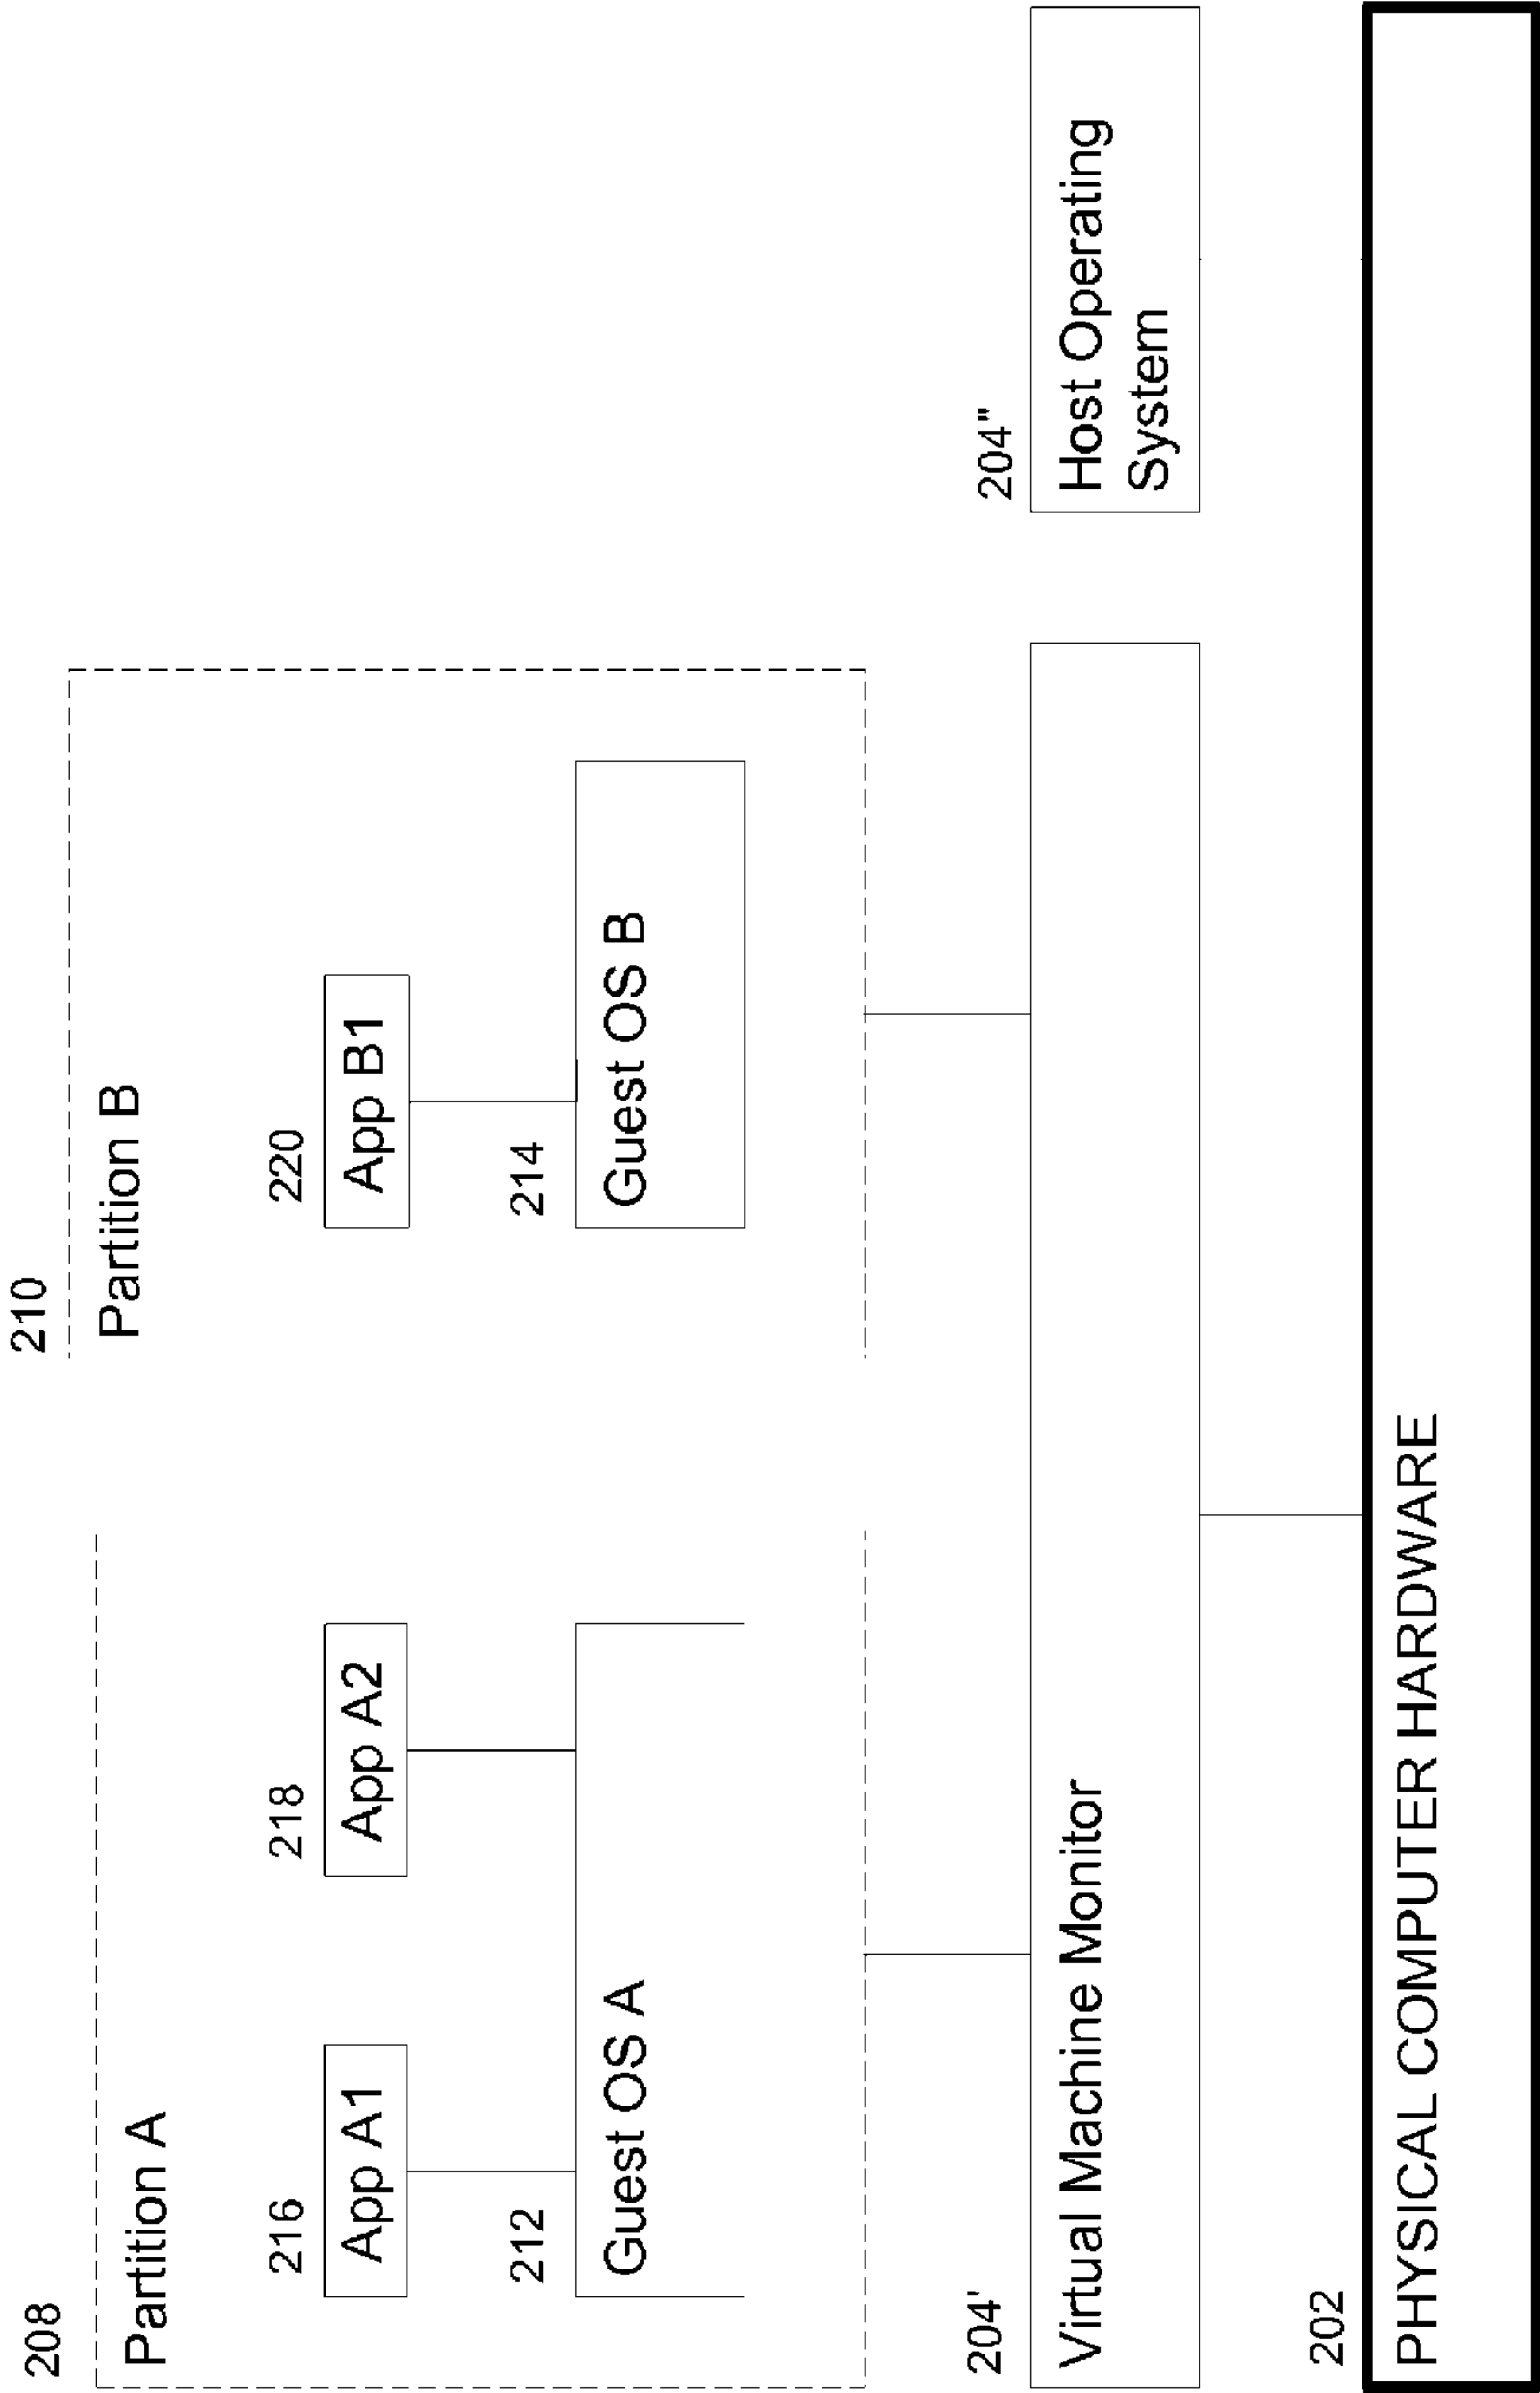 208
210
Partition A
Partition B
216
218
220
App A1
App A2
App B1
212
214
Guest OS A
Guest OS B
204'
204"
Virtual Machine Monitor
Host Operating
System
202
PHYSICAL COMPUTER HARDWARE